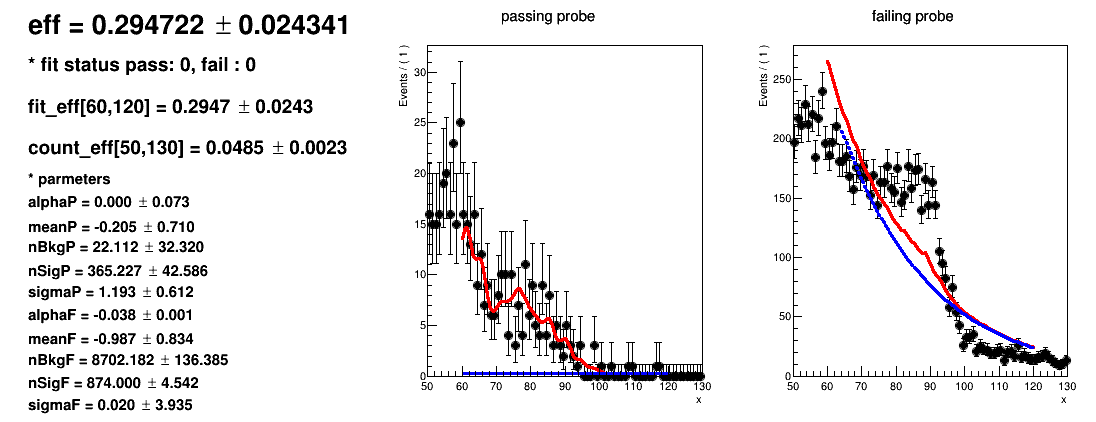 eff = 0.294722 ± 0.024341
* fit status pass: 0, fail : 0
fit_eff[60,120] = 0.2947 ± 0.0243
count_eff[50,130] = 0.0485 ± 0.0023
* parmeters
alphaP = 0.000 ± 0.073
meanP = -0.205 ± 0.710
nBkgP = 22.112 ± 32.320
nSigP = 365.227 ± 42.586
sigmaP = 1.193 ± 0.612
alphaF = -0.038 ± 0.001
meanF = -0.987 ± 0.834
nBkgF = 8702.182 ± 136.385
nSigF = 874.000 ± 4.542
sigmaF = 0.020 ± 3.935
passing probe
Events / ( 1 )
30
25
20
15
10
5
0
50 60 70 80 90 100 110 120 130
x
failing probe
Events / ( 1 )
250
200
150
100
50
0
50 60 70 80 90 100 110 120 130
x